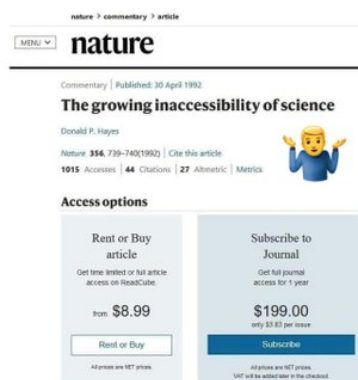 nature > commentary > article
MENU
nature
Commentary | Published: 30 April 1992
The growing inaccessibility of science
Donald P. Hayes
Nature 356, 739–740(1992) | Cite this article
1015 Accesses | 44 Citations | 27 Altmetric | Metrics
Access options
Rent or Buy
article
Get time limited or full article
access on ReadCube.
from $8.99
Rent or Buy
All prices are NET prices.
Subscribe to
Journal
Get full journal
access for 1 year
$199.00
only $3.83 per issue
Subscribe
All prices are NET prices.
VAT will be added later in the checkout.